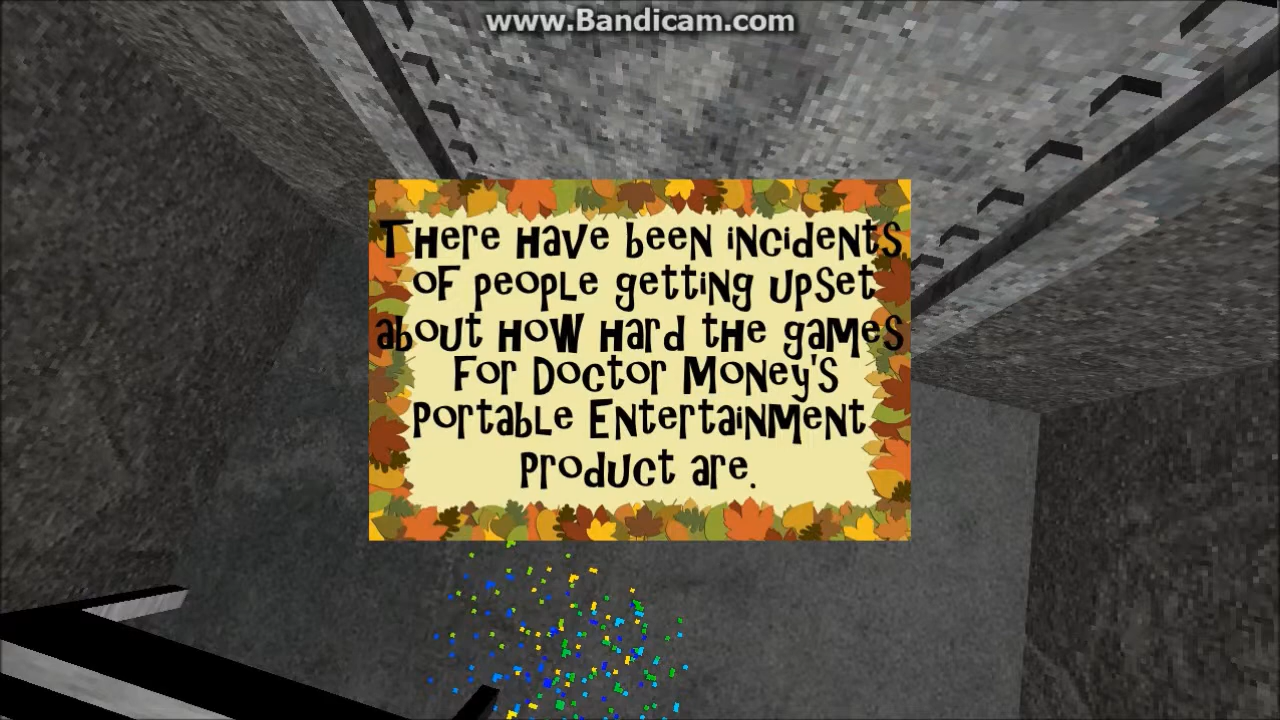 www.Bandicam.com
There have been incidents
of people getting upset
about how hard the games
for Doctor Money's
Portable Entertainment
Product are.